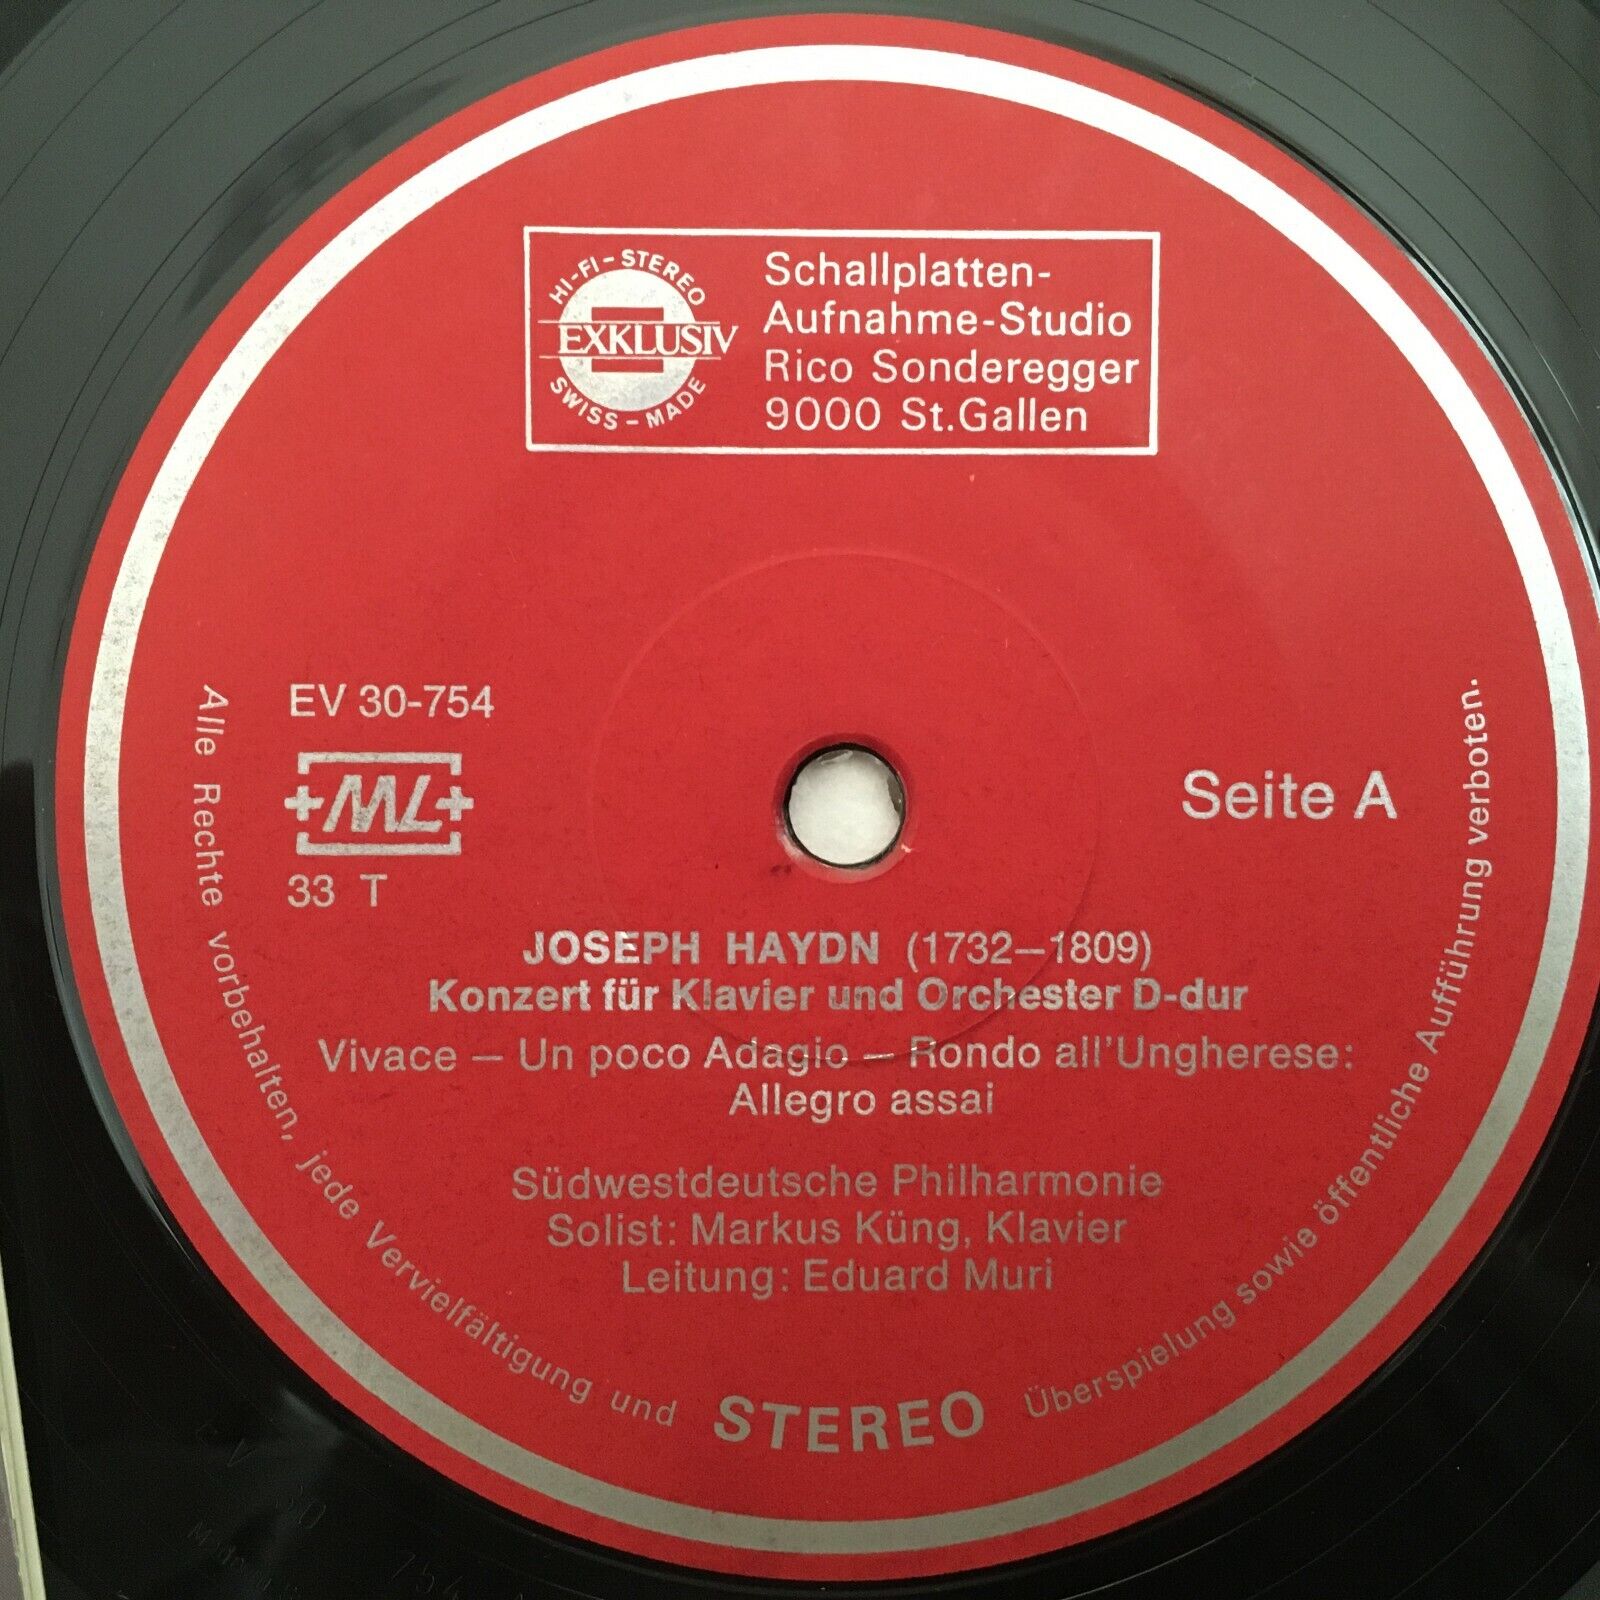 HI-FI-STEREO
EXKLUSIV
SWISS-MADE
Schallplatten-
Aufnahme-Studio
Rico Sonderegger
9000 St.Gallen
EV 30-754
ML
33 T
Seite A
JOSEPH HAYDN (1732–1809)
Konzert für Klavier und Orchester D-dur
Vivace – Un poco Adagio – Rondo all'Ungherese:
Allegro assai
Südwestdeutsche Philharmonie
Solist: Markus Küng, Klavier
Leitung: Eduard Muri
STEREO
Alle Rechte vorbehalten, jede Vervielfältigung und Überspielung sowie öffentliche Aufführung verboten.